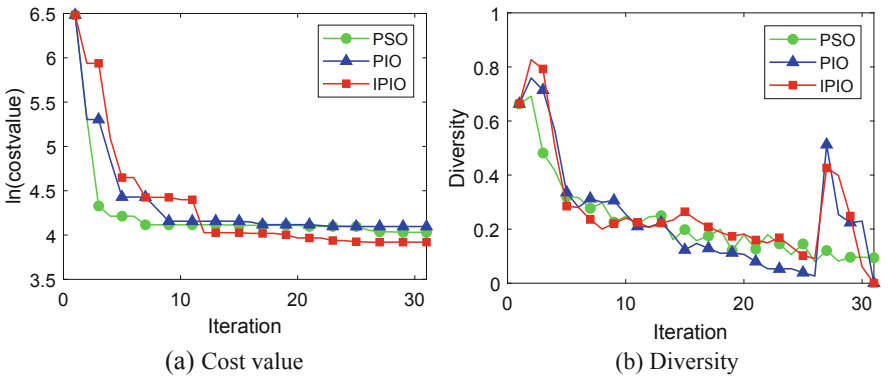 6.5
6
5.5
5
4.5
4
3.5
0
10
20
30
ln(costvalue)
Iteration
PSO
PIO
IPIO
(a) Cost value
1
0.8
0.6
0.4
0.2
0
0
10
20
30
Diversity
Iteration
PSO
PIO
IPIO
(b) Diversity